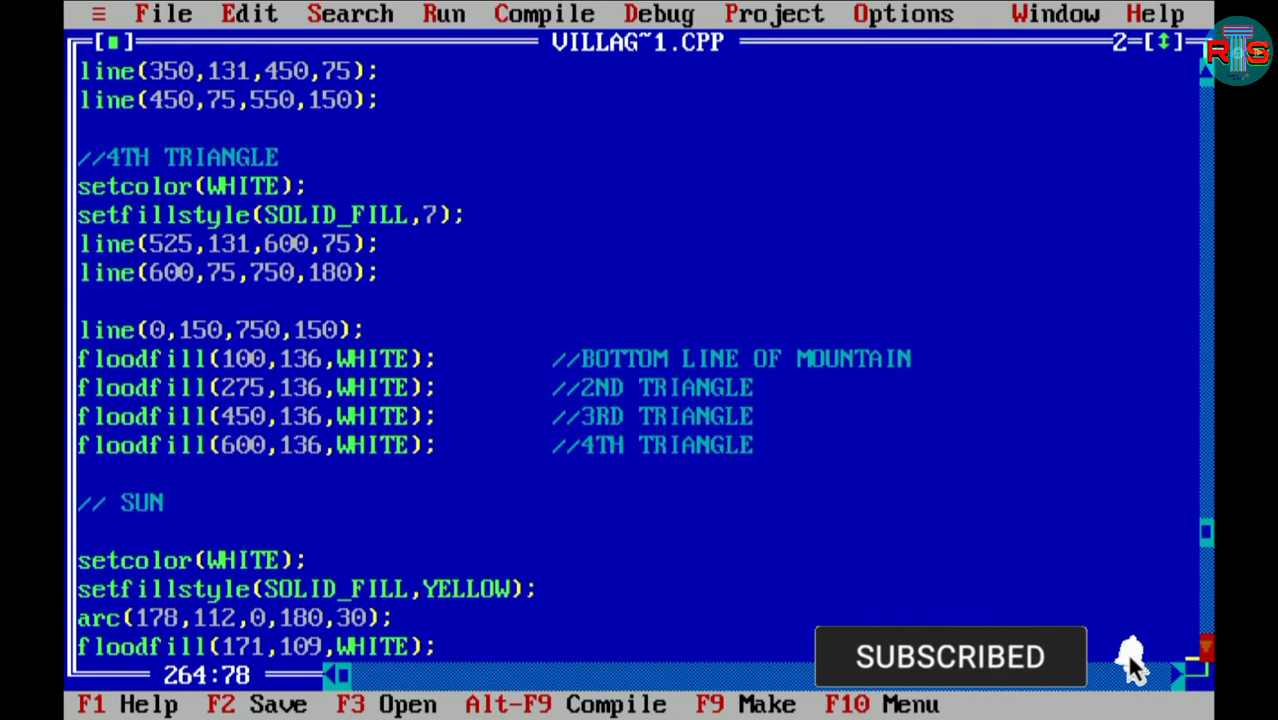 ≡ File Edit Search Run Compile Debug Project Options Window Help
[■] VILLAG~1.CPP 2=[↕]
line(350,131,450,75);
line(450,75,550,150);
//4TH TRIANGLE
setcolor(WHITE);
setfillstyle(SOLID_FILL,7);
line(525,131,600,75);
line(600,75,750,180);
line(0,150,750,150);
floodfill(100,136,WHITE); //BOTTOM LINE OF MOUNTAIN
floodfill(275,136,WHITE); //2ND TRIANGLE
floodfill(450,136,WHITE); //3RD TRIANGLE
floodfill(600,136,WHITE); //4TH TRIANGLE
// SUN
setcolor(WHITE);
setfillstyle(SOLID_FILL,YELLOW);
arc(178,112,0,180,30);
floodfill(171,109,WHITE);
SUBSCRIBED
264:78
F1 Help F2 Save F3 Open Alt-F9 Compile F9 Make F10 Menu